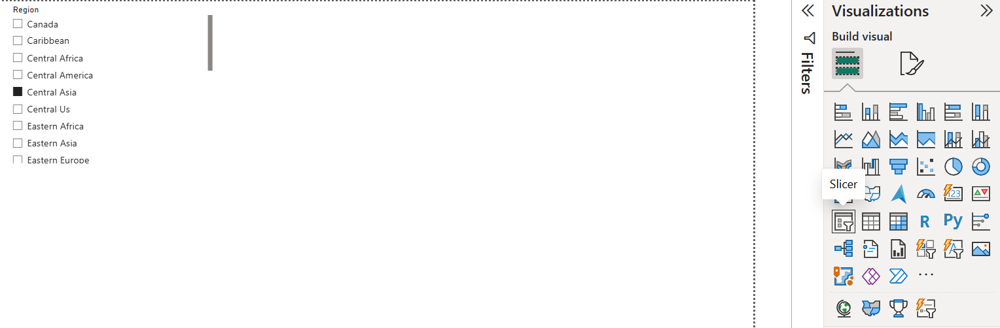 Region
Canada
Caribbean
Central Africa
Central America
Central Asia
Central Us
Eastern Africa
Eastern Asia
Eastern Europe
Filters
Visualizations
Build visual
Slicer
123
R
Py
A
...